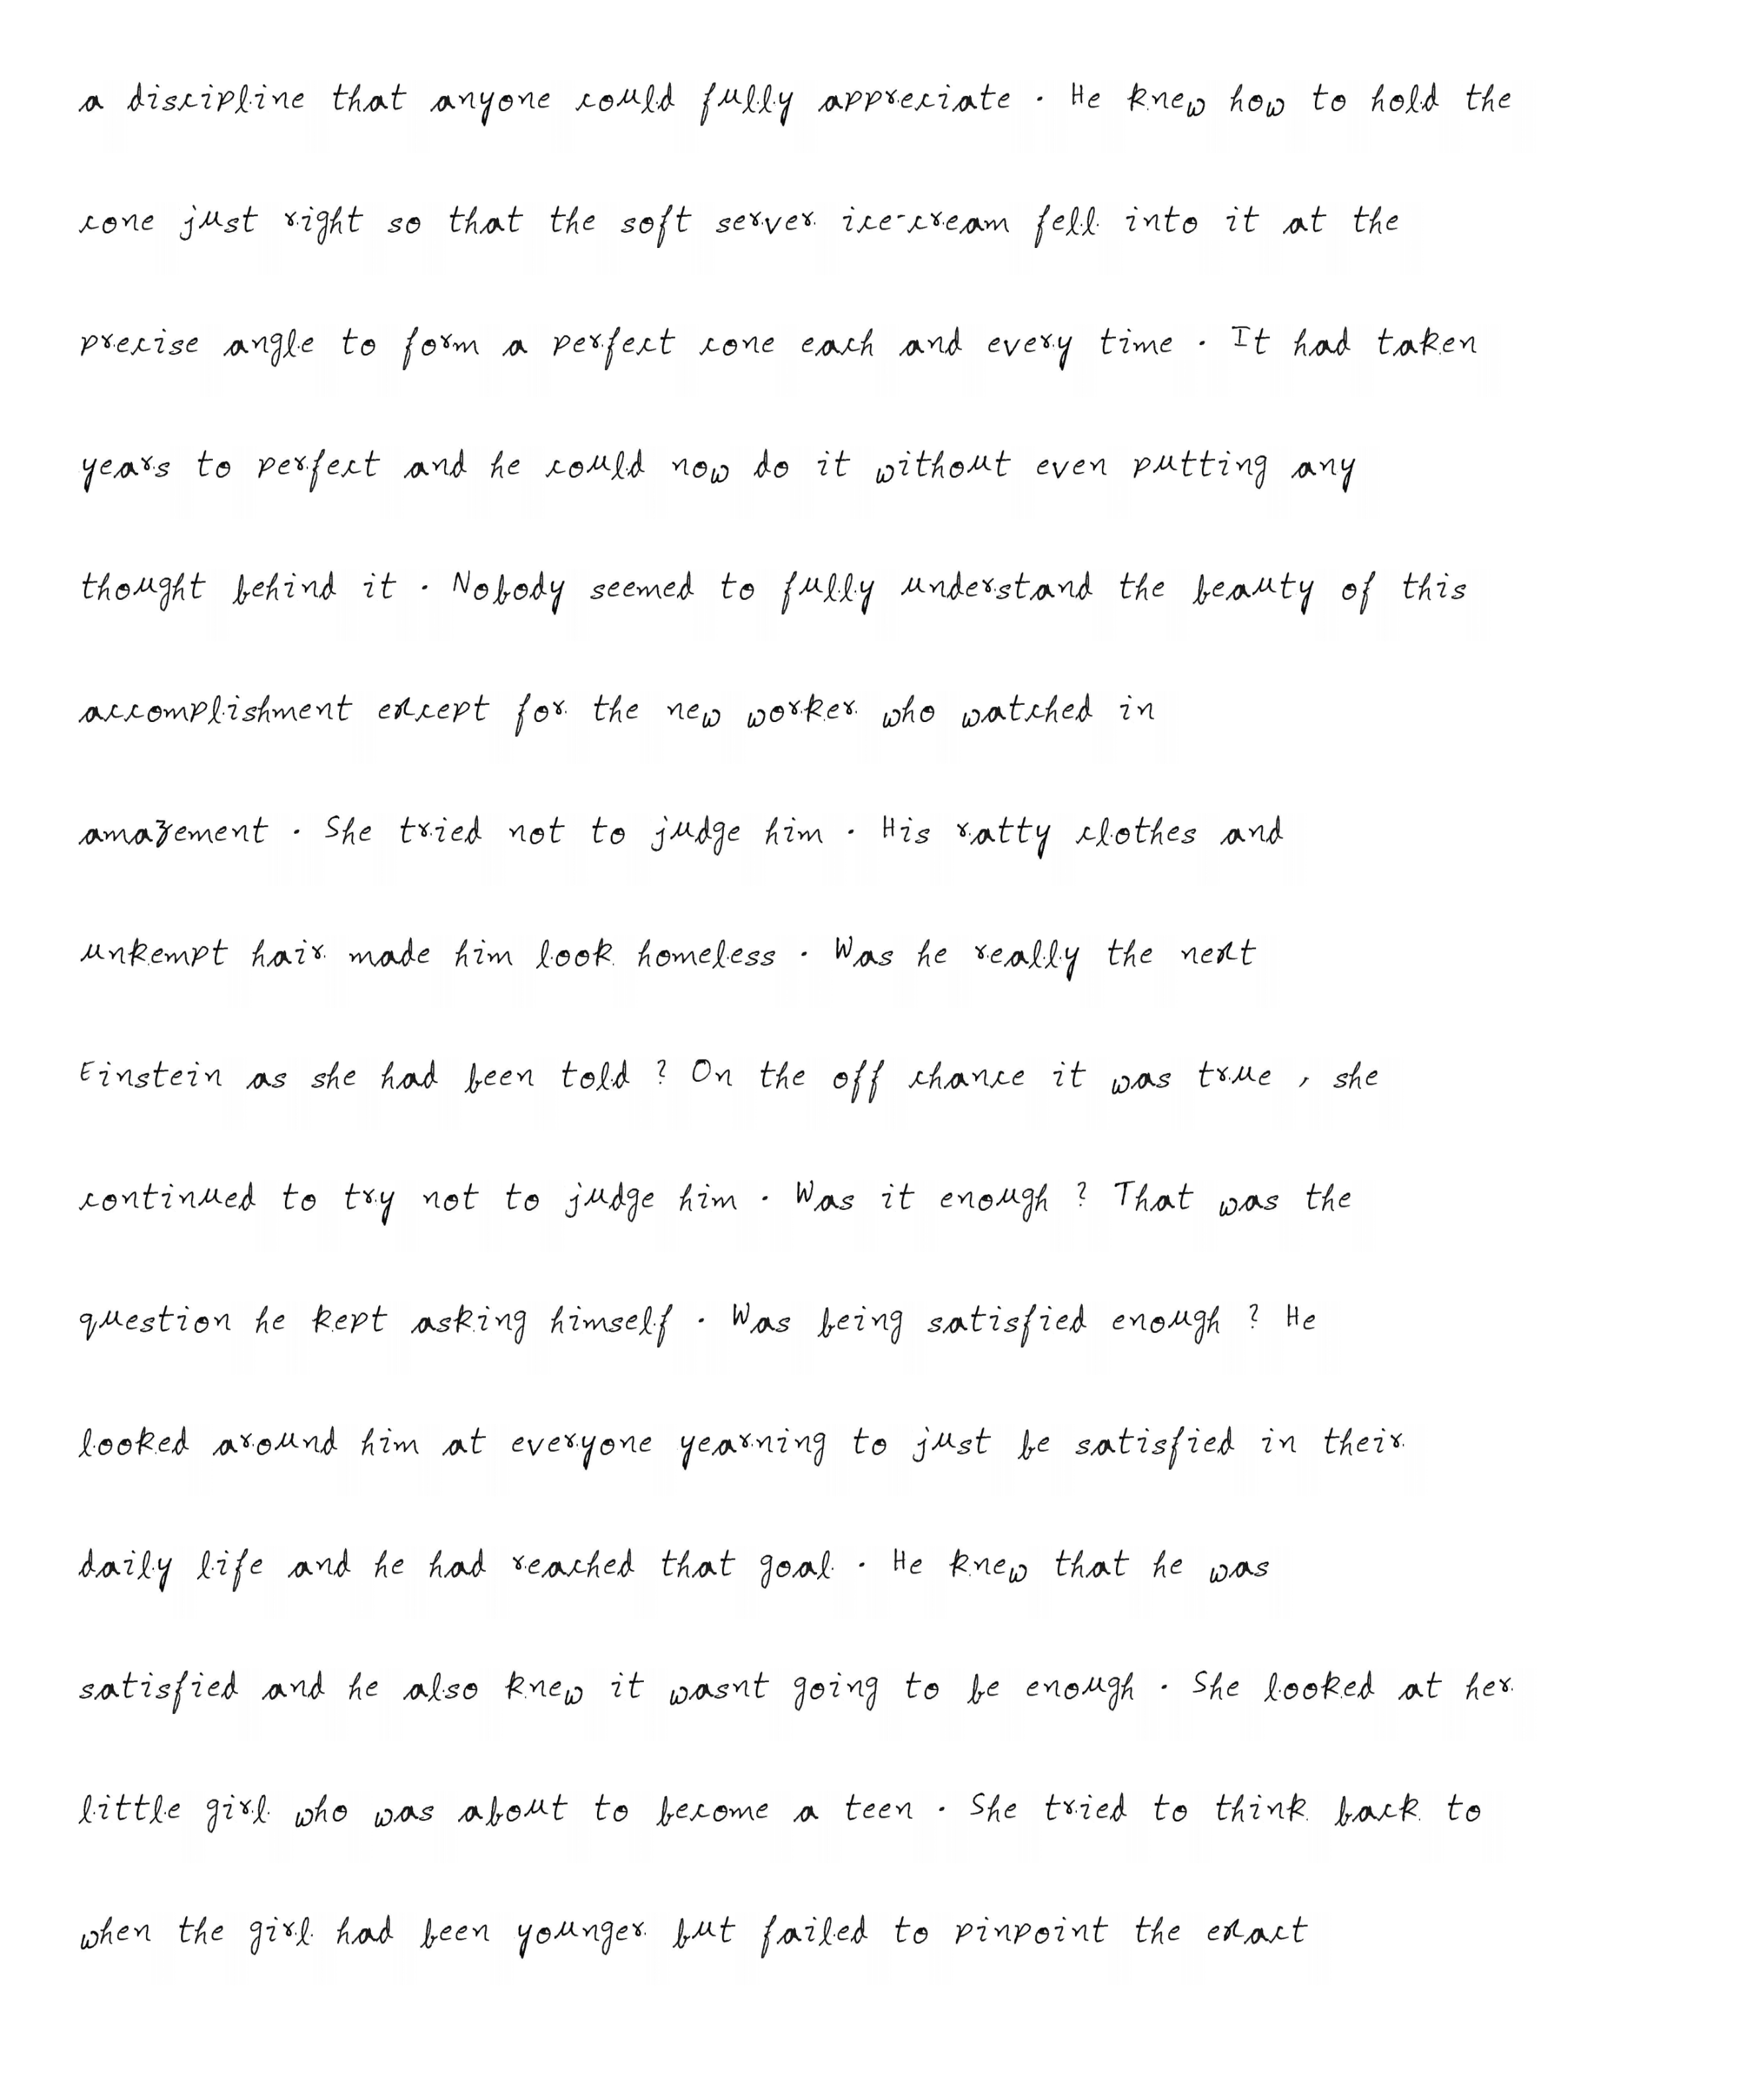 a discipline that anyone could fully appreciate . He knew how to hold the
cone just right so that the soft server ice-cream fell into it at the
precise angle to form a perfect cone each and every time . It had taken
years to perfect and he could now do it without even putting any
thought behind it . Nobody seemed to fully understand the beauty of this
accomplishment except for the new worker who watched in
amazement . She tried not to judge him . His ratty clothes and
unkempt hair made him look homeless . Was he really the next
Einstein as she had been told ? On the off chance it was true , she
continued to try not to judge him . Was it enough ? That was the
question he kept asking himself . Was being satisfied enough ? He
looked around him at everyone yearning to just be satisfied in their
daily life and he had reached that goal . He knew that he was
satisfied and he also knew it wasnt going to be enough . She looked at her
little girl who was about to become a teen . She tried to think back to
when the girl had been younger but failed to pinpoint the exact